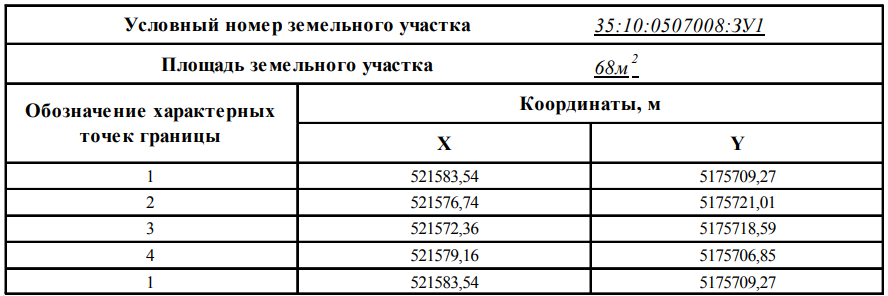 Условный номер земельного участка 35:10:0507008:ЗУ1
Площадь земельного участка 68м²
Обозначение характерных точек границы Координаты, м
X Y
1 521583,54 5175709,27
2 521576,74 5175721,01
3 521572,36 5175718,59
4 521579,16 5175706,85
1 521583,54 5175709,27